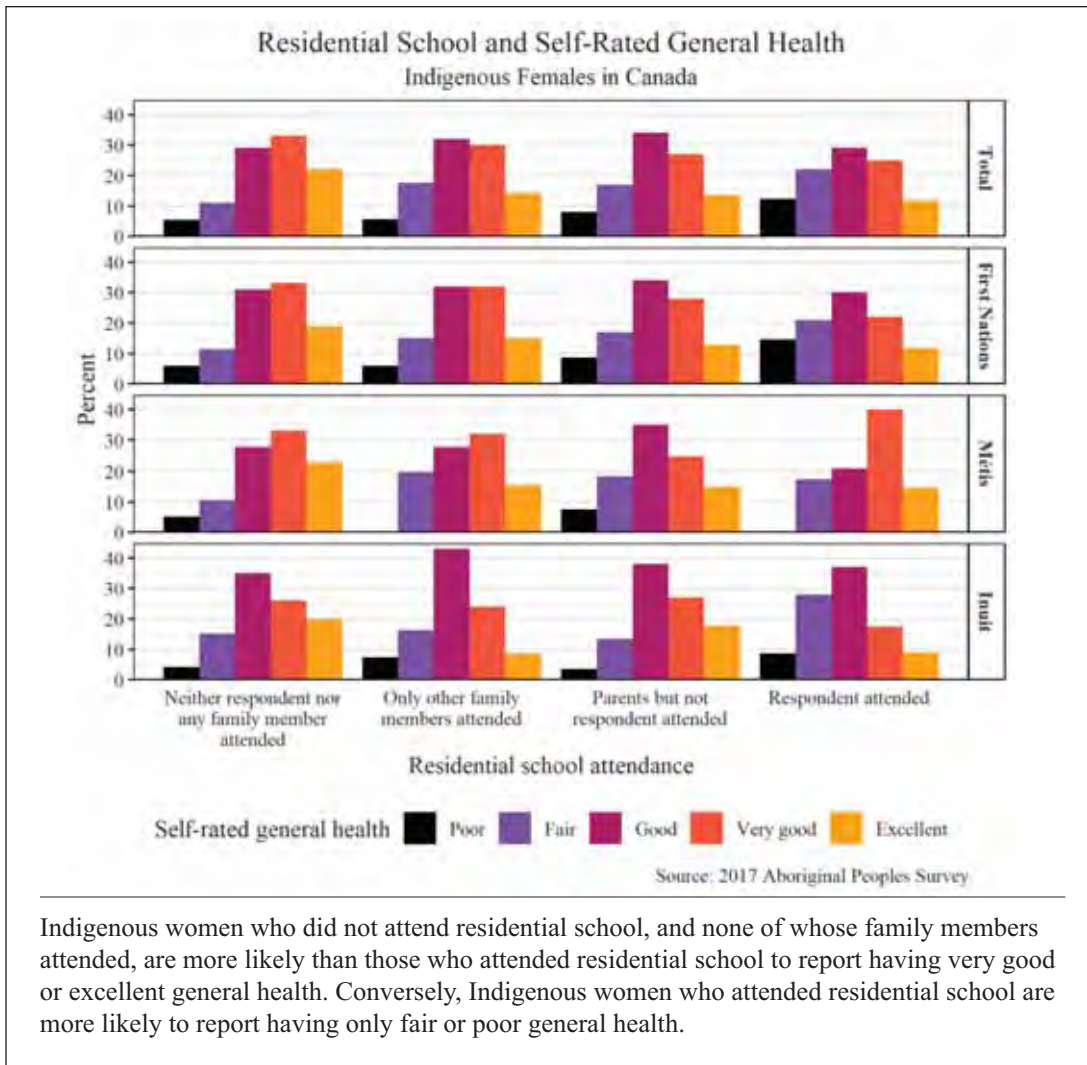 Residential School and Self-Rated General Health
Indigenous Females in Canada
Percent
40
30
20
10
0
Total
40
30
20
10
0
First Nations
40
30
20
10
0
Métis
40
30
20
10
0
Inuit
Neither respondent nor any family member attended
Only other family members attended
Parents but not respondent attended
Respondent attended
Residential school attendance
Self-rated general health Poor Fair Good Very good Excellent
Source: 2017 Aboriginal Peoples Survey
Indigenous women who did not attend residential school, and none of whose family members
attended, are more likely than those who attended residential school to report having very good
or excellent general health. Conversely, Indigenous women who attended residential school are
more likely to report having only fair or poor general health.